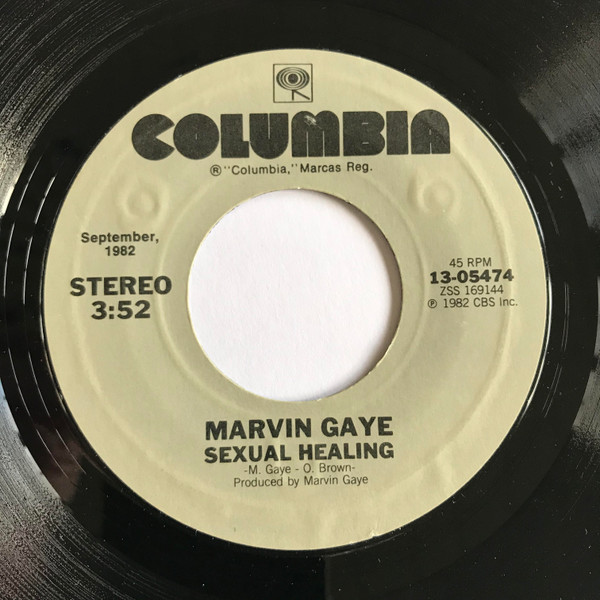 COLUMBIA
®"Columbia," Marcas Reg.
September,
1982
STEREO
3:52
45 RPM
13-05474
ZSS 169144
℗ 1982 CBS Inc.
MARVIN GAYE
SEXUAL HEALING
-M. Gaye - O. Brown-
Produced by Marvin Gaye